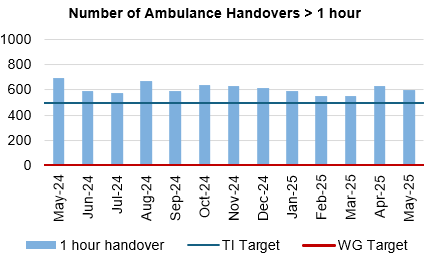 Number of Ambulance Handovers > 1 hour
1000
800
600
400
200
0
May-24
Jun-24
Jul-24
Aug-24
Sep-24
Oct-24
Nov-24
Dec-24
Jan-25
Feb-25
Mar-25
Apr-25
May-25
1 hour handover TI Target WG Target